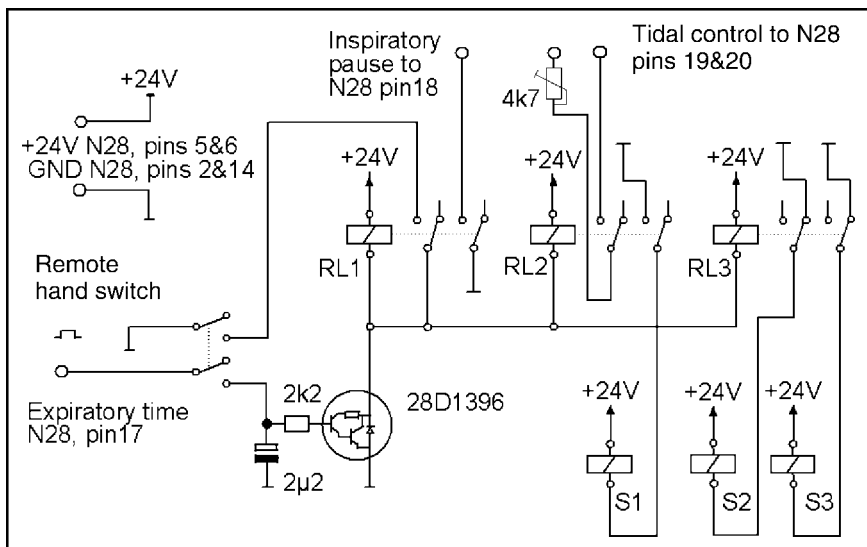 Inspiratory
pause to
N28 pin18
Tidal control to N28
pins 19&20
+24V
4k7
+24V N28, pins 5&6
GND N28, pins 2&14
+24V
+24V
+24V
RL1
RL2
RL3
Remote
hand switch
2k2
28D1396
+24V
+24V
+24V
Expiratory time
N28, pin17
2µ2
S1
S2
S3